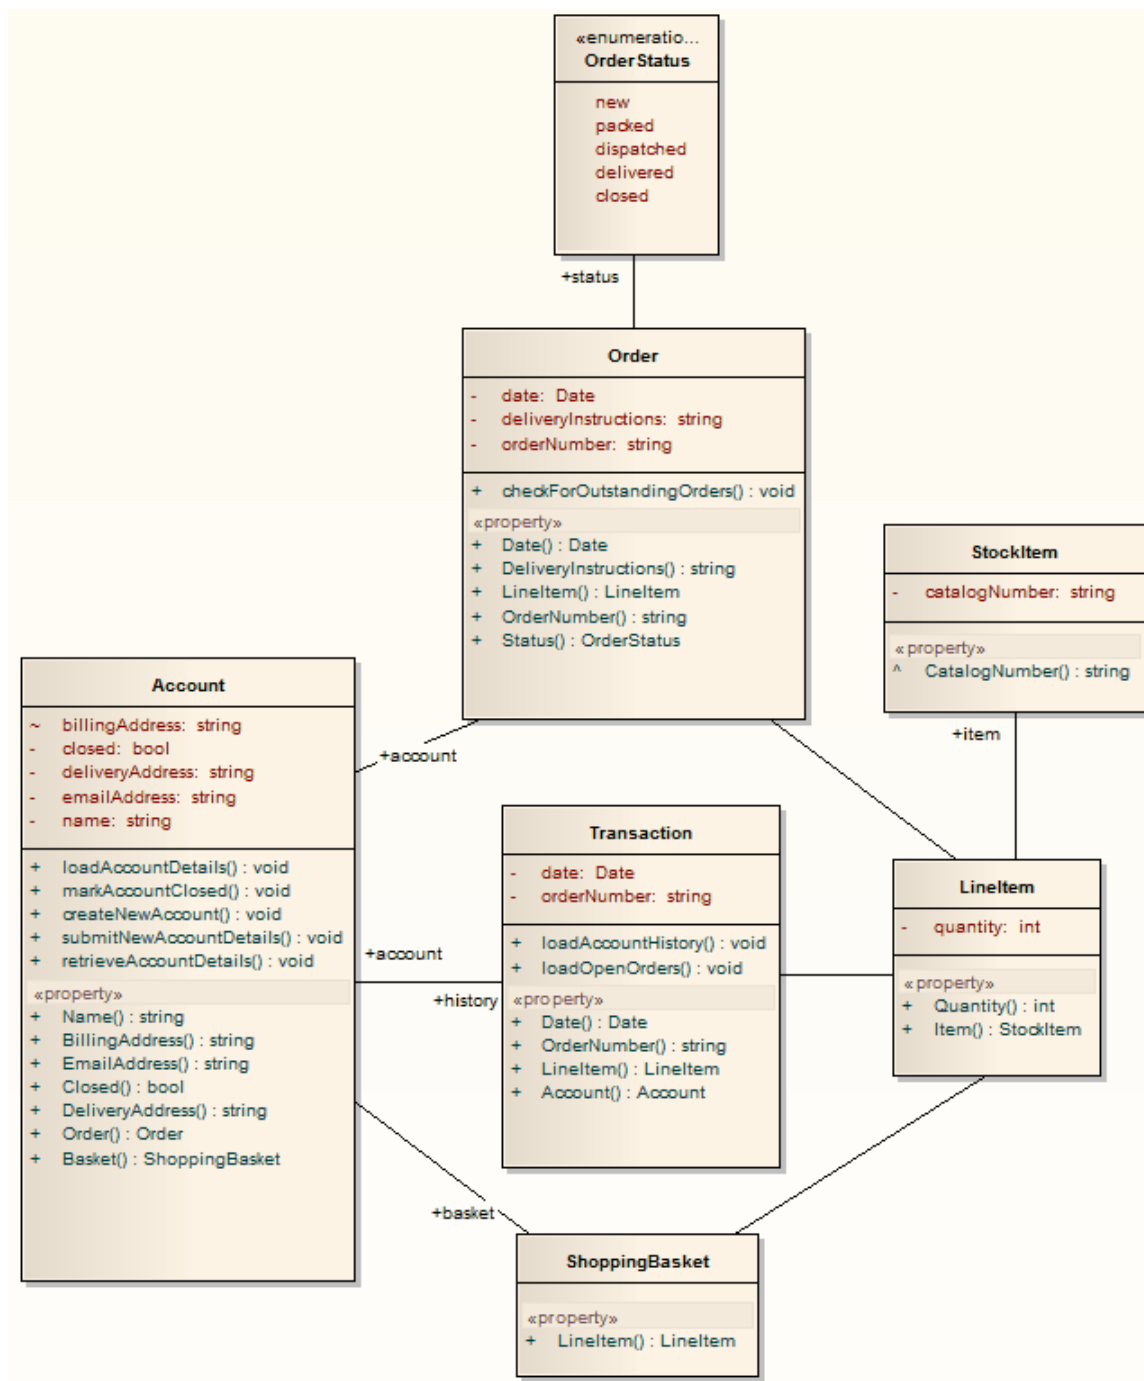 «enumeratio...
OrderStatus
new
packed
dispatched
delivered
closed
+status
Order
- date: Date
- deliveryInstructions: string
- orderNumber: string
+ checkForOutstandingOrders() : void
«property»
+ Date() : Date
+ DeliveryInstructions() : string
+ LineItem() : LineItem
+ OrderNumber() : string
+ Status() : OrderStatus
StockItem
- catalogNumber: string
«property»
^ CatalogNumber() : string
+item
Account
~ billingAddress: string
- closed: bool
- deliveryAddress: string
- emailAddress: string
- name: string
+ loadAccountDetails() : void
+ markAccountClosed() : void
+ createNewAccount() : void
+ submitNewAccountDetails() : void
+ retrieveAccountDetails() : void
«property»
+ Name() : string
+ BillingAddress() : string
+ EmailAddress() : string
+ Closed() : bool
+ DeliveryAddress() : string
+ Order() : Order
+ Basket() : ShoppingBasket
+account
+account
+history
+basket
Transaction
- date: Date
- orderNumber: string
+ loadAccountHistory() : void
+ loadOpenOrders() : void
«property»
+ Date() : Date
+ OrderNumber() : string
+ LineItem() : LineItem
+ Account() : Account
LineItem
- quantity: int
«property»
+ Quantity() : int
+ Item() : StockItem
ShoppingBasket
«property»
+ LineItem() : LineItem